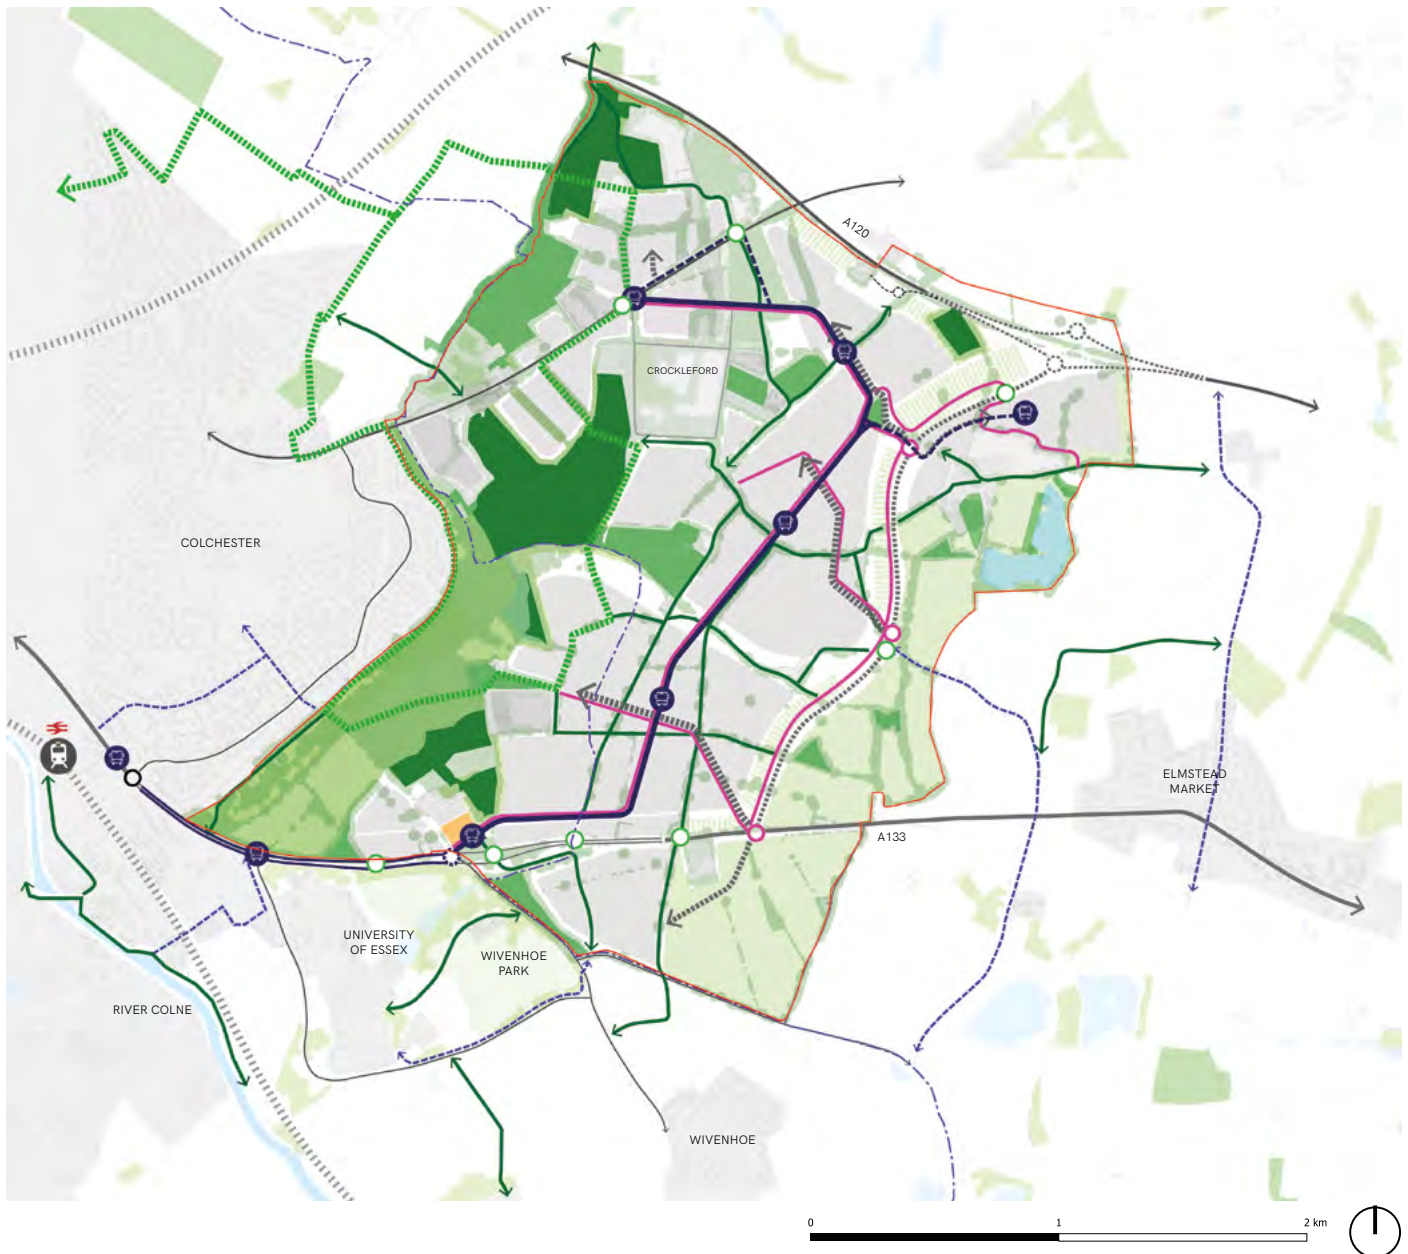 A120
CROCKLEFORD
COLCHESTER
ELMSTEAD
MARKET
A133
UNIVERSITY
OF ESSEX
WIVENHOE
PARK
RIVER COLNE
WIVENHOE
0 1 2 km